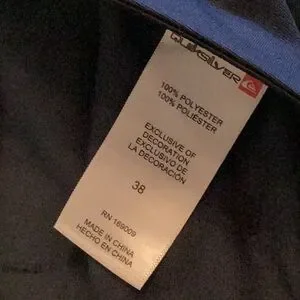 QUIKSILVER
100% POLYESTER
100% POLIÉSTER
EXCLUSIVE OF
DECORATION
EXCLUSIVO DE
LA DECORACIÓN
38
RN 169009
MADE IN CHINA
HECHO EN CHINA